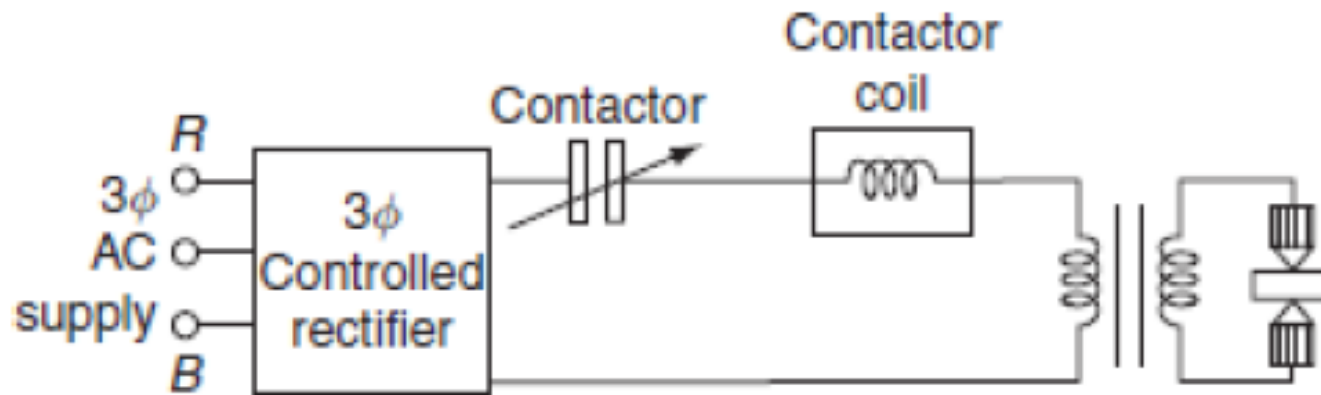 Contactor
coil
Contactor
R
3ϕ
AC
supply
B
3ϕ
Controlled
rectifier